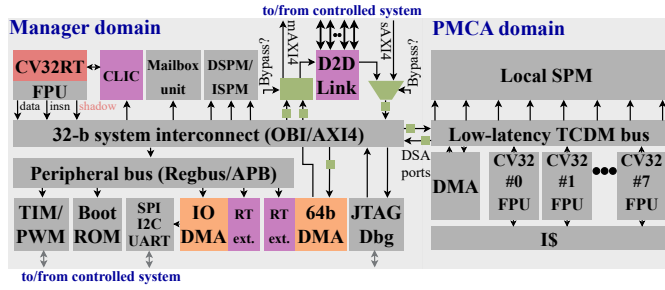 to/from controlled system
Manager domain
PMCA domain
CV32RT
FPU
CLIC
Mailbox
unit
DSPM/
ISPM
Bypass?
mAXI4
D2D
Link
sAXI4
Bypass?
Local SPM
data
insn
shadow
32-b system interconnect (OBI/AXI4)
Low-latency TCDM bus
DSA
ports
Peripheral bus (Regbus/APB)
DMA
CV32
#0
FPU
CV32
#1
FPU
CV32
#7
FPU
TIM/
PWM
Boot
ROM
SPI
I2C
UART
IO
DMA
RT
ext.
RT
ext.
64b
DMA
JTAG
Dbg
I$
to/from controlled system